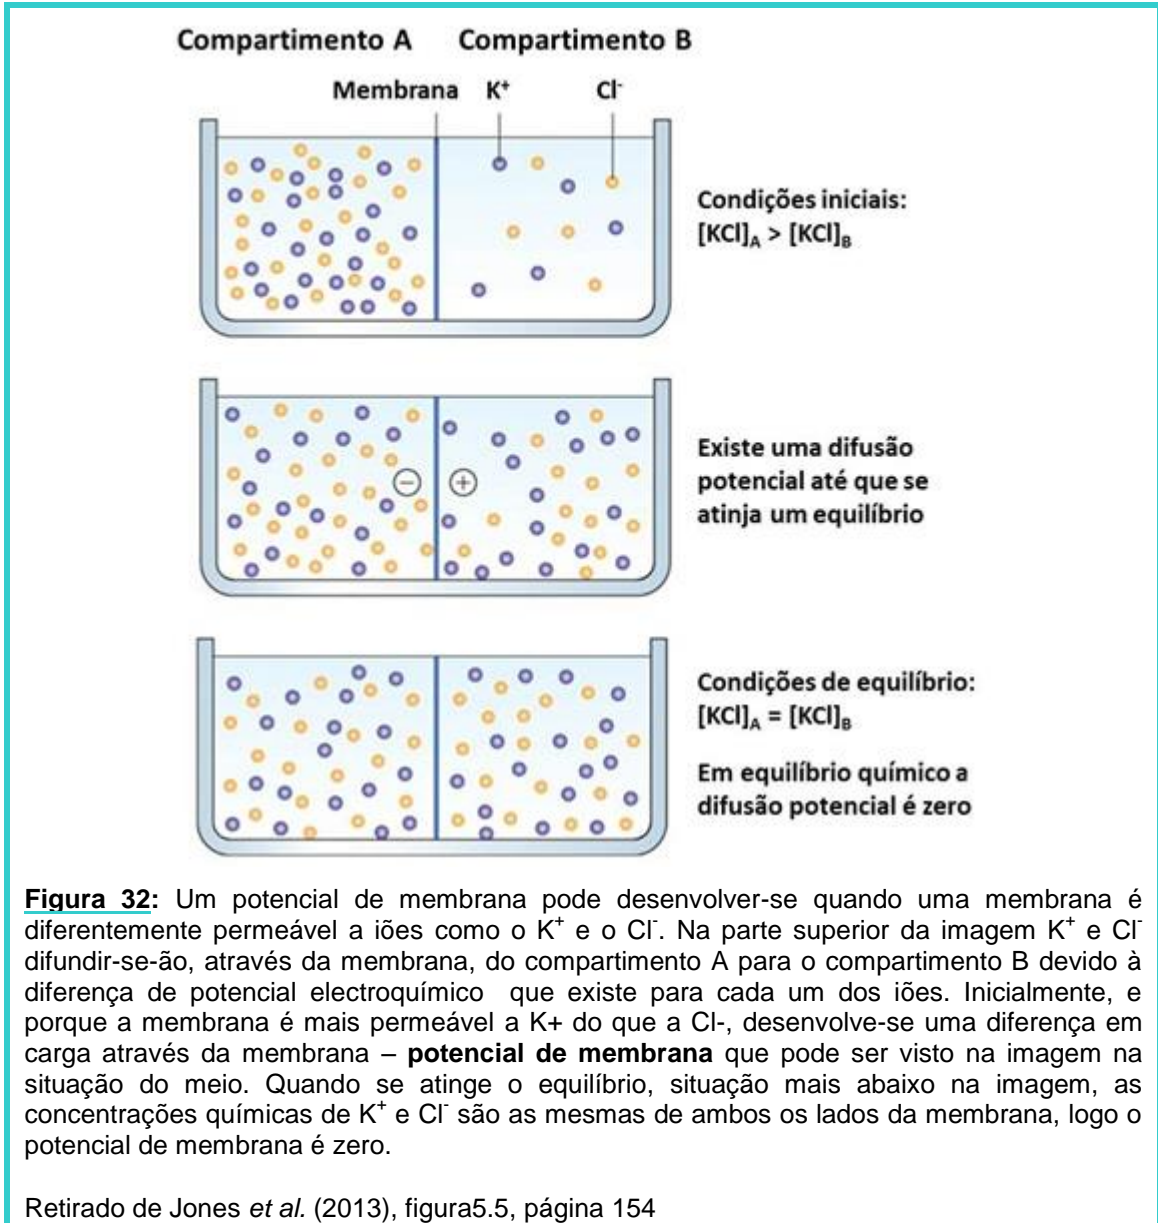 Compartimento A Compartimento B
Membrana K⁺ Cl⁻
Condições iniciais:
[KCl]A > [KCl]B
− +
Existe uma difusão
potencial até que se
atinja um equilíbrio
Condições de equilíbrio:
[KCl]A = [KCl]B
Em equilíbrio químico a
difusão potencial é zero
Figura 32: Um potencial de membrana pode desenvolver-se quando uma membrana é
diferentemente permeável a iões como o K⁺ e o Cl⁻. Na parte superior da imagem K⁺ e Cl⁻
difundir-se-ão, através da membrana, do compartimento A para o compartimento B devido à
diferença de potencial electroquímico que existe para cada um dos iões. Inicialmente, e
porque a membrana é mais permeável a K+ do que a Cl-, desenvolve-se uma diferença em
carga através da membrana – potencial de membrana que pode ser visto na imagem na
situação do meio. Quando se atinge o equilíbrio, situação mais abaixo na imagem, as
concentrações químicas de K⁺ e Cl⁻ são as mesmas de ambos os lados da membrana, logo o
potencial de membrana é zero.
Retirado de Jones et al. (2013), figura5.5, página 154